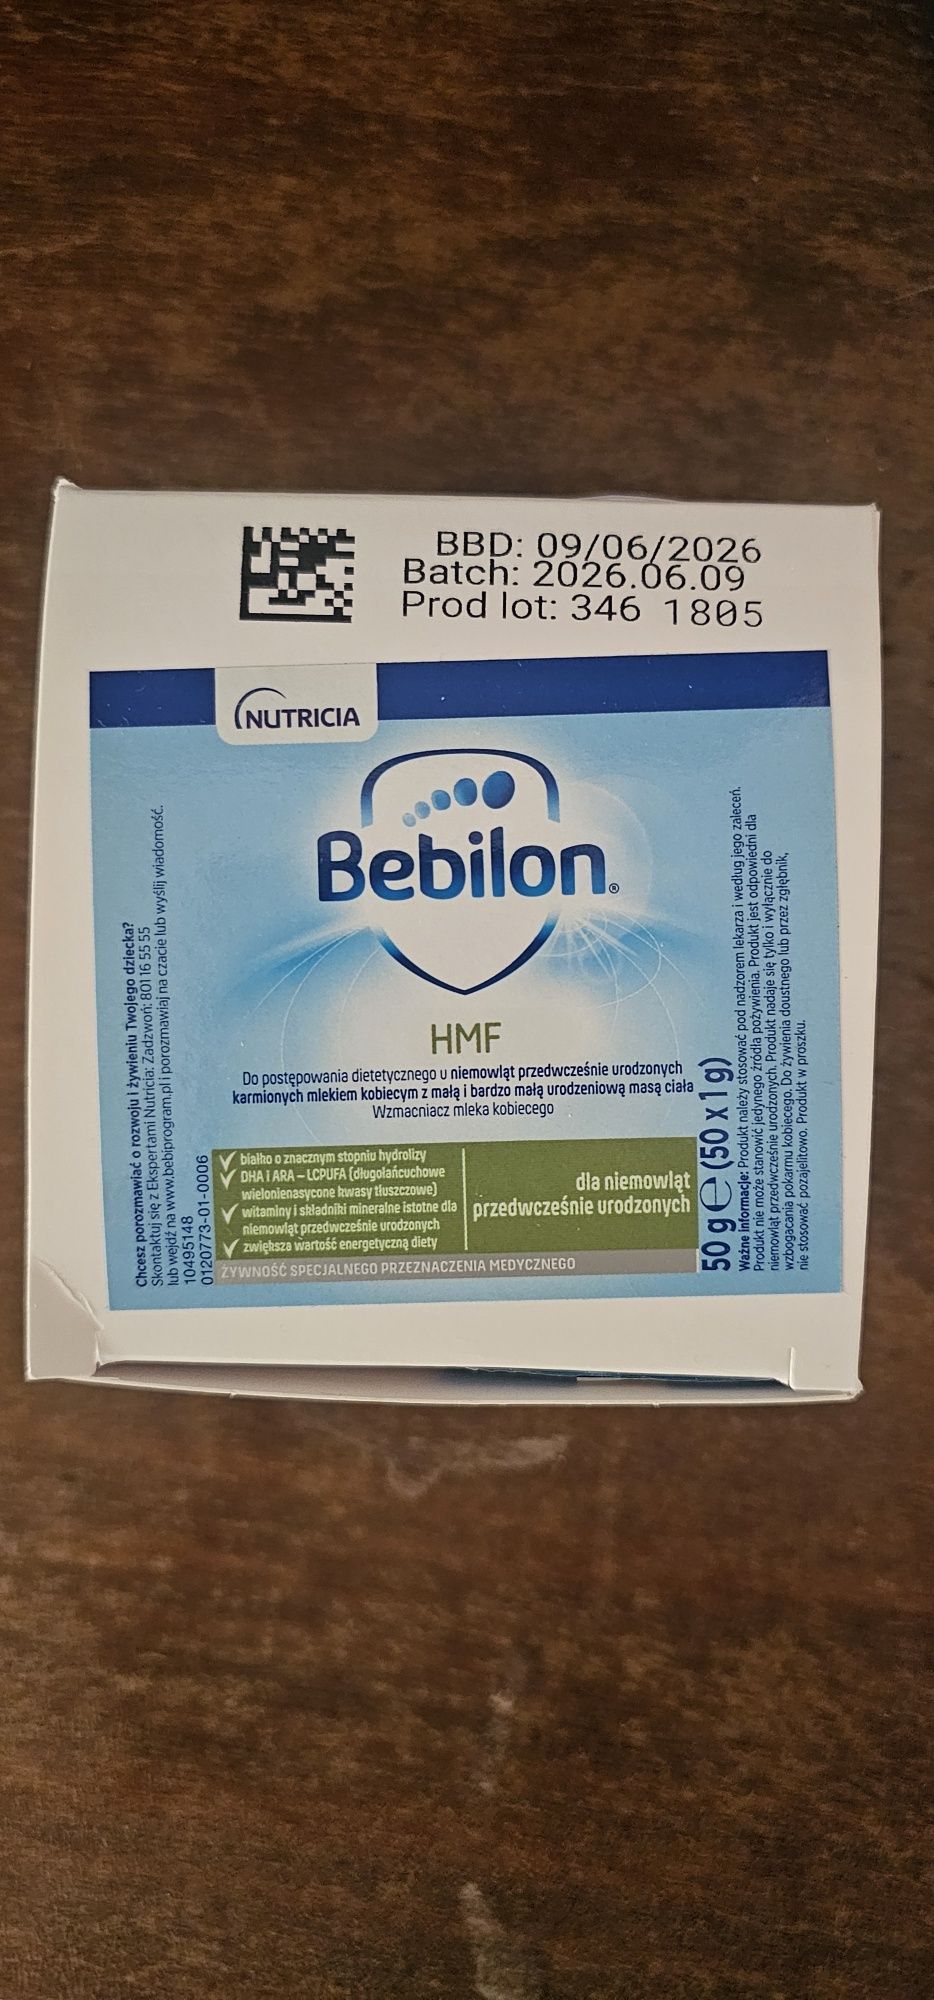 BBD: 09/06/2026
Batch: 2026.06.09
Prod lot: 346 1805
NUTRICIA
Bebilon®
HMF
Do postępowania dietetycznego u niemowląt przedwcześnie urodzonych
karmionych mlekiem kobiecym z małą i bardzo małą urodzeniową masą ciała
Wzmacniacz mleka kobiecego
białko o znacznym stopniu hydrolizy
DHA i ARA – LCPUFA (długołańcuchowe
wielonienasycone kwasy tłuszczowe)
witaminy i składniki mineralne istotne dla
niemowląt przedwcześnie urodzonych
zwiększa wartość energetyczną diety
dla niemowląt
przedwcześnie urodzonych
ŻYWNOŚĆ SPECJALNEGO PRZEZNACZENIA MEDYCZNEGO
Chcesz porozmawiać o rozwoju i żywieniu Twojego dziecka?
Skontaktuj się z Ekspertami Nutricia: Zadzwoń: 801 16 55 55
lub wejdź na www.bebiprogram.pl i porozmawiaj na czacie lub wyślij wiadomość.
10495148
0120773-01-0006
50 g e (50 x 1 g)
Ważne informacje: Produkt należy stosować pod nadzorem lekarza i według jego zaleceń.
Produkt nie może stanowić jedynego źródła pożywienia. Produkt jest odpowiedni dla
niemowląt przedwcześnie urodzonych. Produkt nadaje się tylko i wyłącznie do
wzbogacania pokarmu kobiecego. Do żywienia doustnego lub przez zgłębnik,
nie stosować pozajelitowo. Produkt w proszku.